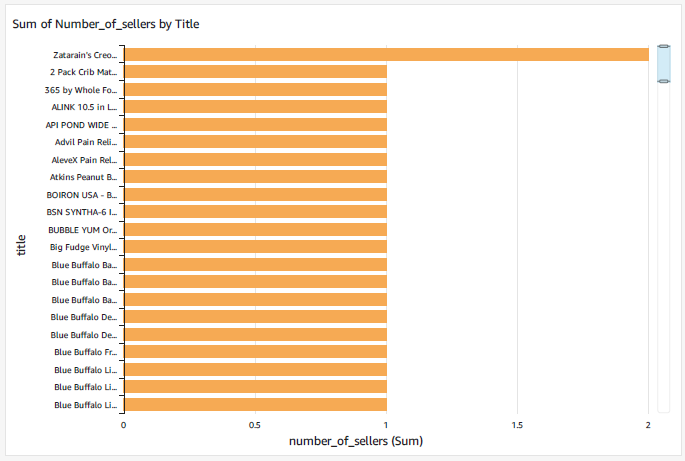 Sum of Number_of_sellers by Title
Zatarain's Creo...
2 Pack Crib Mat...
365 by Whole Fo...
ALINK 10.5 in L...
API POND WIDE ...
Advil Pain Reli...
AleveX Pain Rel...
Atkins Peanut B...
BOIRON USA - B...
BSN SYNTHA-6 I...
BUBBLE YUM Or...
Big Fudge Vinyl...
Blue Buffalo Ba...
Blue Buffalo Ba...
Blue Buffalo Ba...
Blue Buffalo De...
Blue Buffalo De...
Blue Buffalo Fr...
Blue Buffalo Li...
Blue Buffalo Li...
Blue Buffalo Li...
title
0 0.5 1 1.5 2
number_of_sellers (Sum)